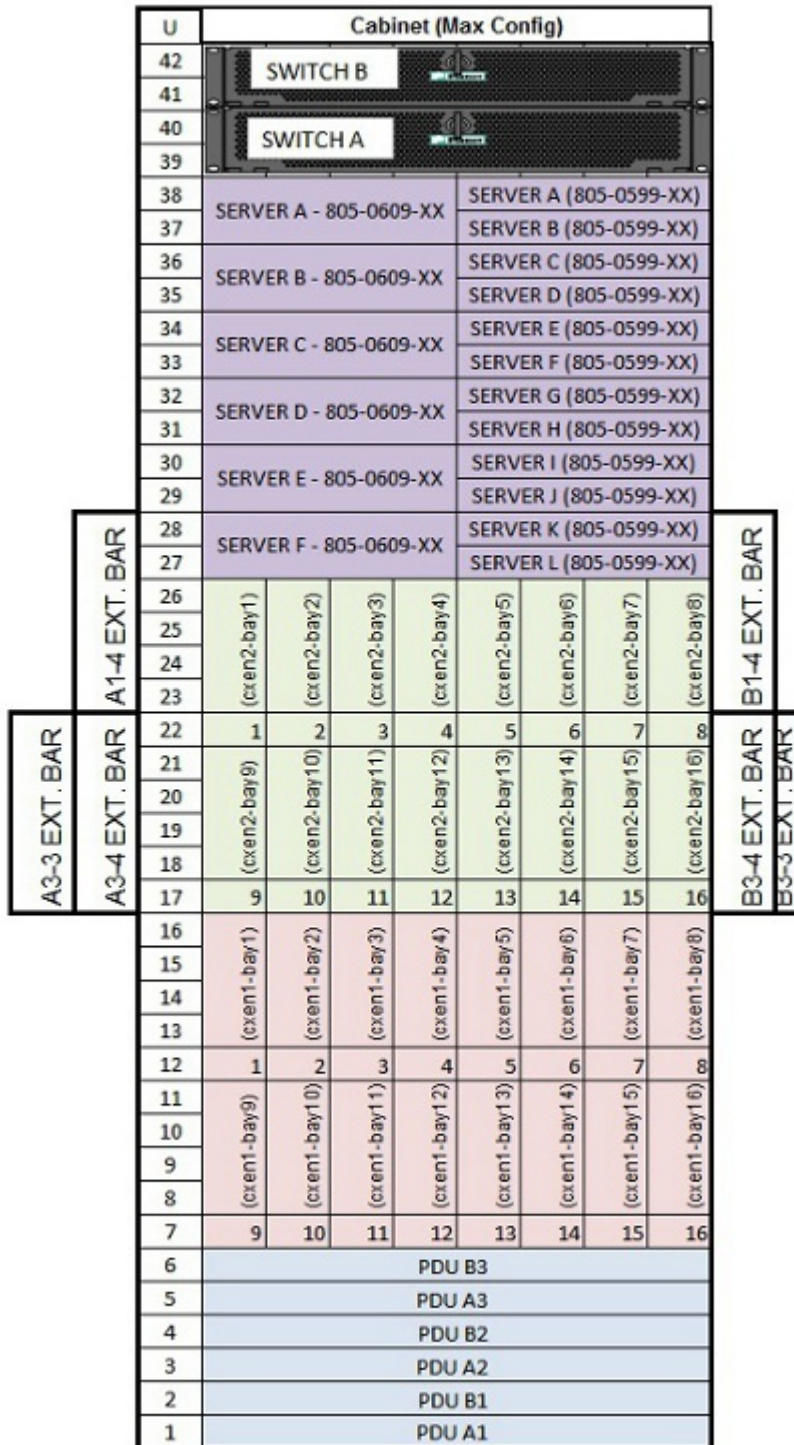 U Cabinet (Max Config)
42
SWITCH B
41
40
SWITCH A
39
38 SERVER A - 805-0609-XX SERVER A (805-0599-XX)
37 SERVER B (805-0599-XX)
36 SERVER B - 805-0609-XX SERVER C (805-0599-XX)
35 SERVER D (805-0599-XX)
34 SERVER C - 805-0609-XX SERVER E (805-0599-XX)
33 SERVER F (805-0599-XX)
32 SERVER D - 805-0609-XX SERVER G (805-0599-XX)
31 SERVER H (805-0599-XX)
30 SERVER E - 805-0609-XX SERVER I (805-0599-XX)
29 SERVER J (805-0599-XX)
28 SERVER F - 805-0609-XX SERVER K (805-0599-XX)
27 SERVER L (805-0599-XX)
A1-4 EXT. BAR
B1-4 EXT. BAR
26
25
24
23
(cxen2-bay1) (cxen2-bay2) (cxen2-bay3) (cxen2-bay4) (cxen2-bay5) (cxen2-bay6) (cxen2-bay7) (cxen2-bay8)
22 1 2 3 4 5 6 7 8
A3-3 EXT. BAR
A3-4 EXT. BAR
B3-4 EXT. BAR
B3-3 EXT. BAR
21
20
19
18
(cxen2-bay9) (cxen2-bay10) (cxen2-bay11) (cxen2-bay12) (cxen2-bay13) (cxen2-bay14) (cxen2-bay15) (cxen2-bay16)
17 9 10 11 12 13 14 15 16
16
15
14
13
(cxen1-bay1) (cxen1-bay2) (cxen1-bay3) (cxen1-bay4) (cxen1-bay5) (cxen1-bay6) (cxen1-bay7) (cxen1-bay8)
12 1 2 3 4 5 6 7 8
11
10
9
8
(cxen1-bay9) (cxen1-bay10) (cxen1-bay11) (cxen1-bay12) (cxen1-bay13) (cxen1-bay14) (cxen1-bay15) (cxen1-bay16)
7 9 10 11 12 13 14 15 16
6 PDU B3
5 PDU A3
4 PDU B2
3 PDU A2
2 PDU B1
1 PDU A1